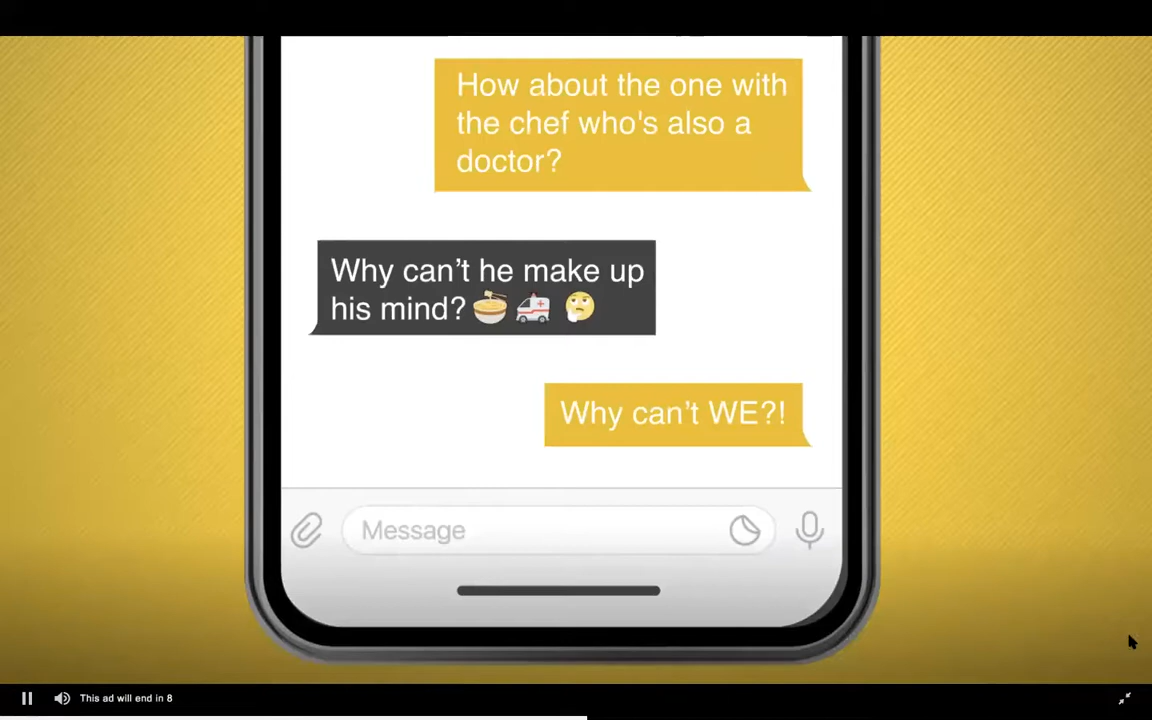 How about the one with
the chef who's also a
doctor?
Why can’t he make up
his mind?🍜🚑🤔
Why can’t WE?!
Message
This ad will end in 8